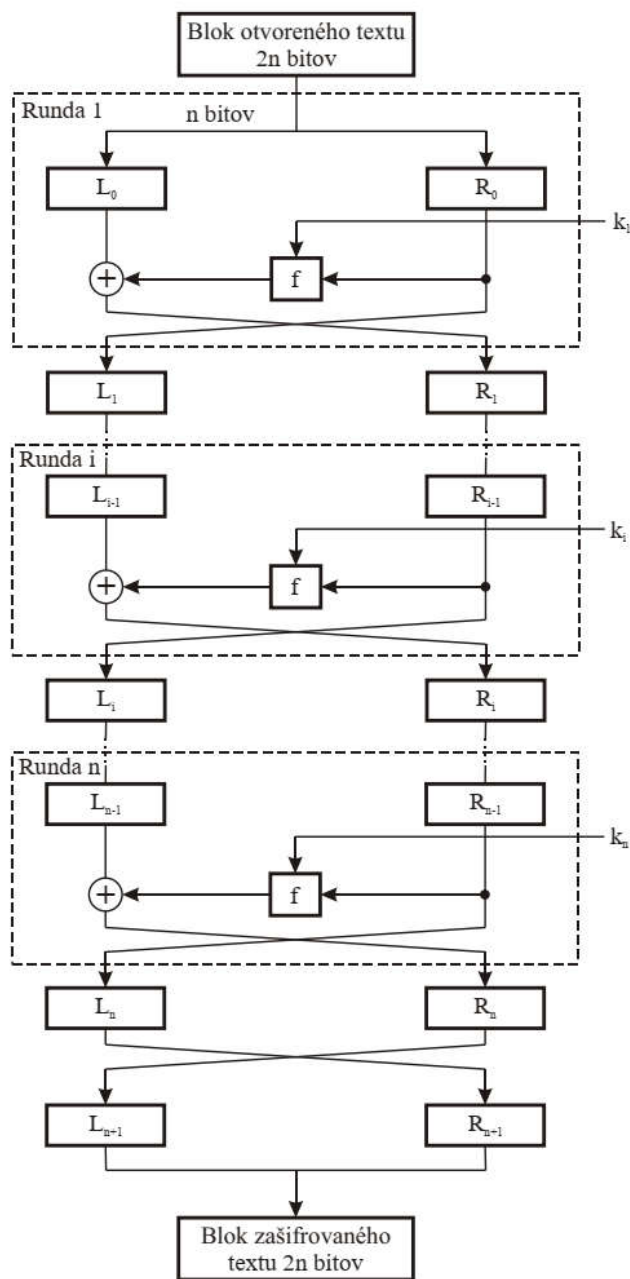 Blok otvoreného textu
2n bitov
Runda 1
n bitov
L₀
R₀
k₁
f
+
L₁
R₁
Runda i
Lᵢ₋₁
Rᵢ₋₁
kᵢ
f
+
Lᵢ
Rᵢ
Runda n
Lₙ₋₁
Rₙ₋₁
kₙ
f
+
Lₙ
Rₙ
Lₙ₊₁
Rₙ₊₁
Blok zašifrovaného
textu 2n bitov